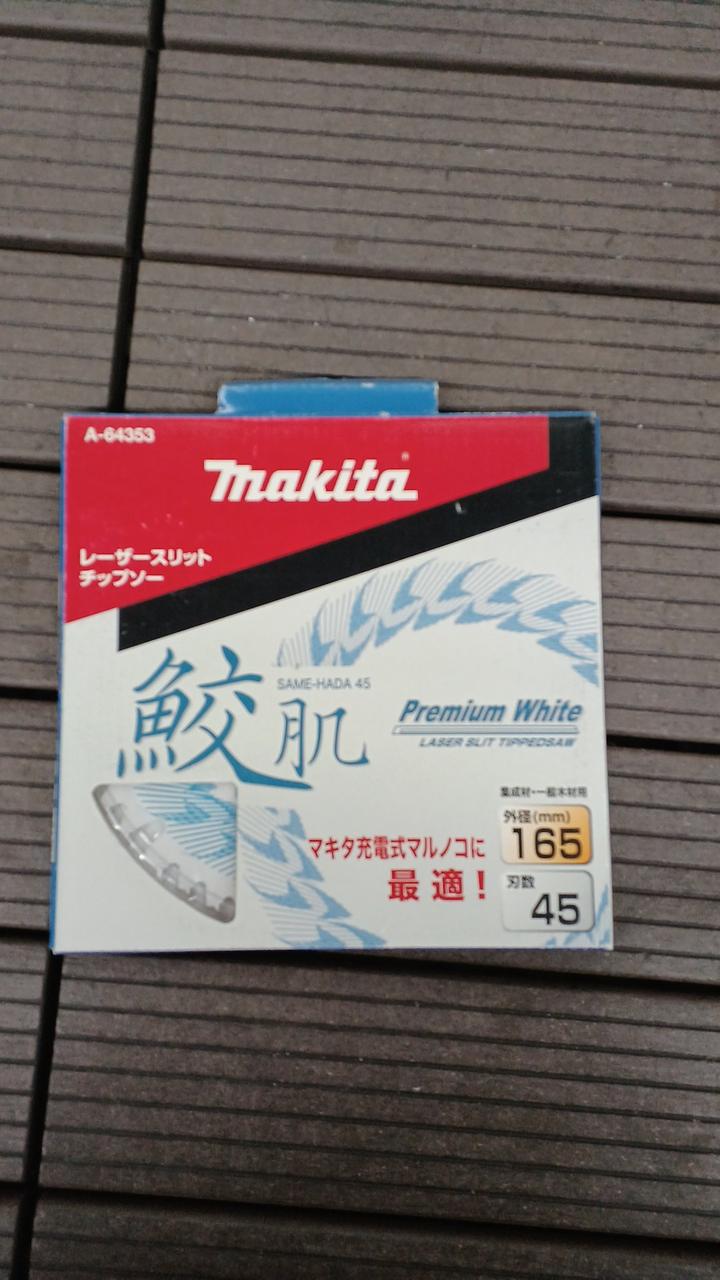 A-64353
makita®
レーザースリット
チップソー
鮫肌
SAME-HADA 45
Premium White
LASER SLIT TIPPEDSAW
集成材・一般木材用
外径(mm)
165
マキタ充電式マルノコに
最適！
刃数
45